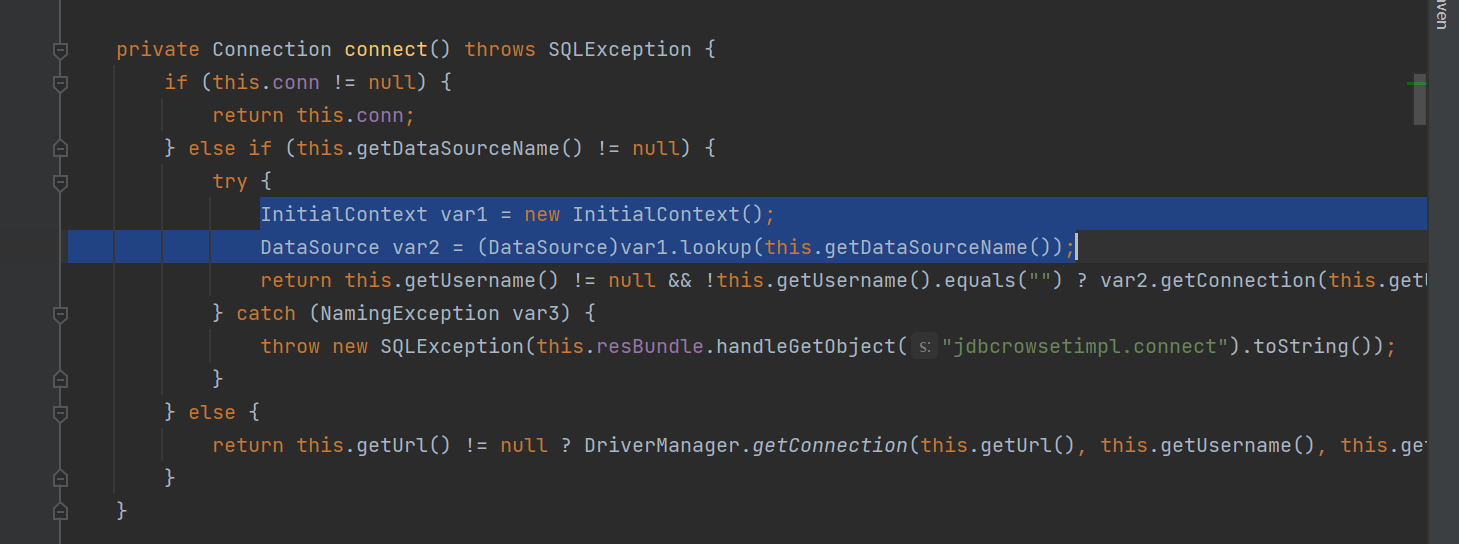 aven
private Connection connect() throws SQLException {
if (this.conn != null) {
return this.conn;
} else if (this.getDataSourceName() != null) {
try {
InitialContext var1 = new InitialContext();
DataSource var2 = (DataSource)var1.lookup(this.getDataSourceName());
return this.getUsername() != null && !this.getUsername().equals("") ? var2.getConnection(this.getU
} catch (NamingException var3) {
throw new SQLException(this.resBundle.handleGetObject( s: "jdbcrowsetimpl.connect").toString());
}
} else {
return this.getUrl() != null ? DriverManager.getConnection(this.getUrl(), this.getUsername(), this.ge
}
}